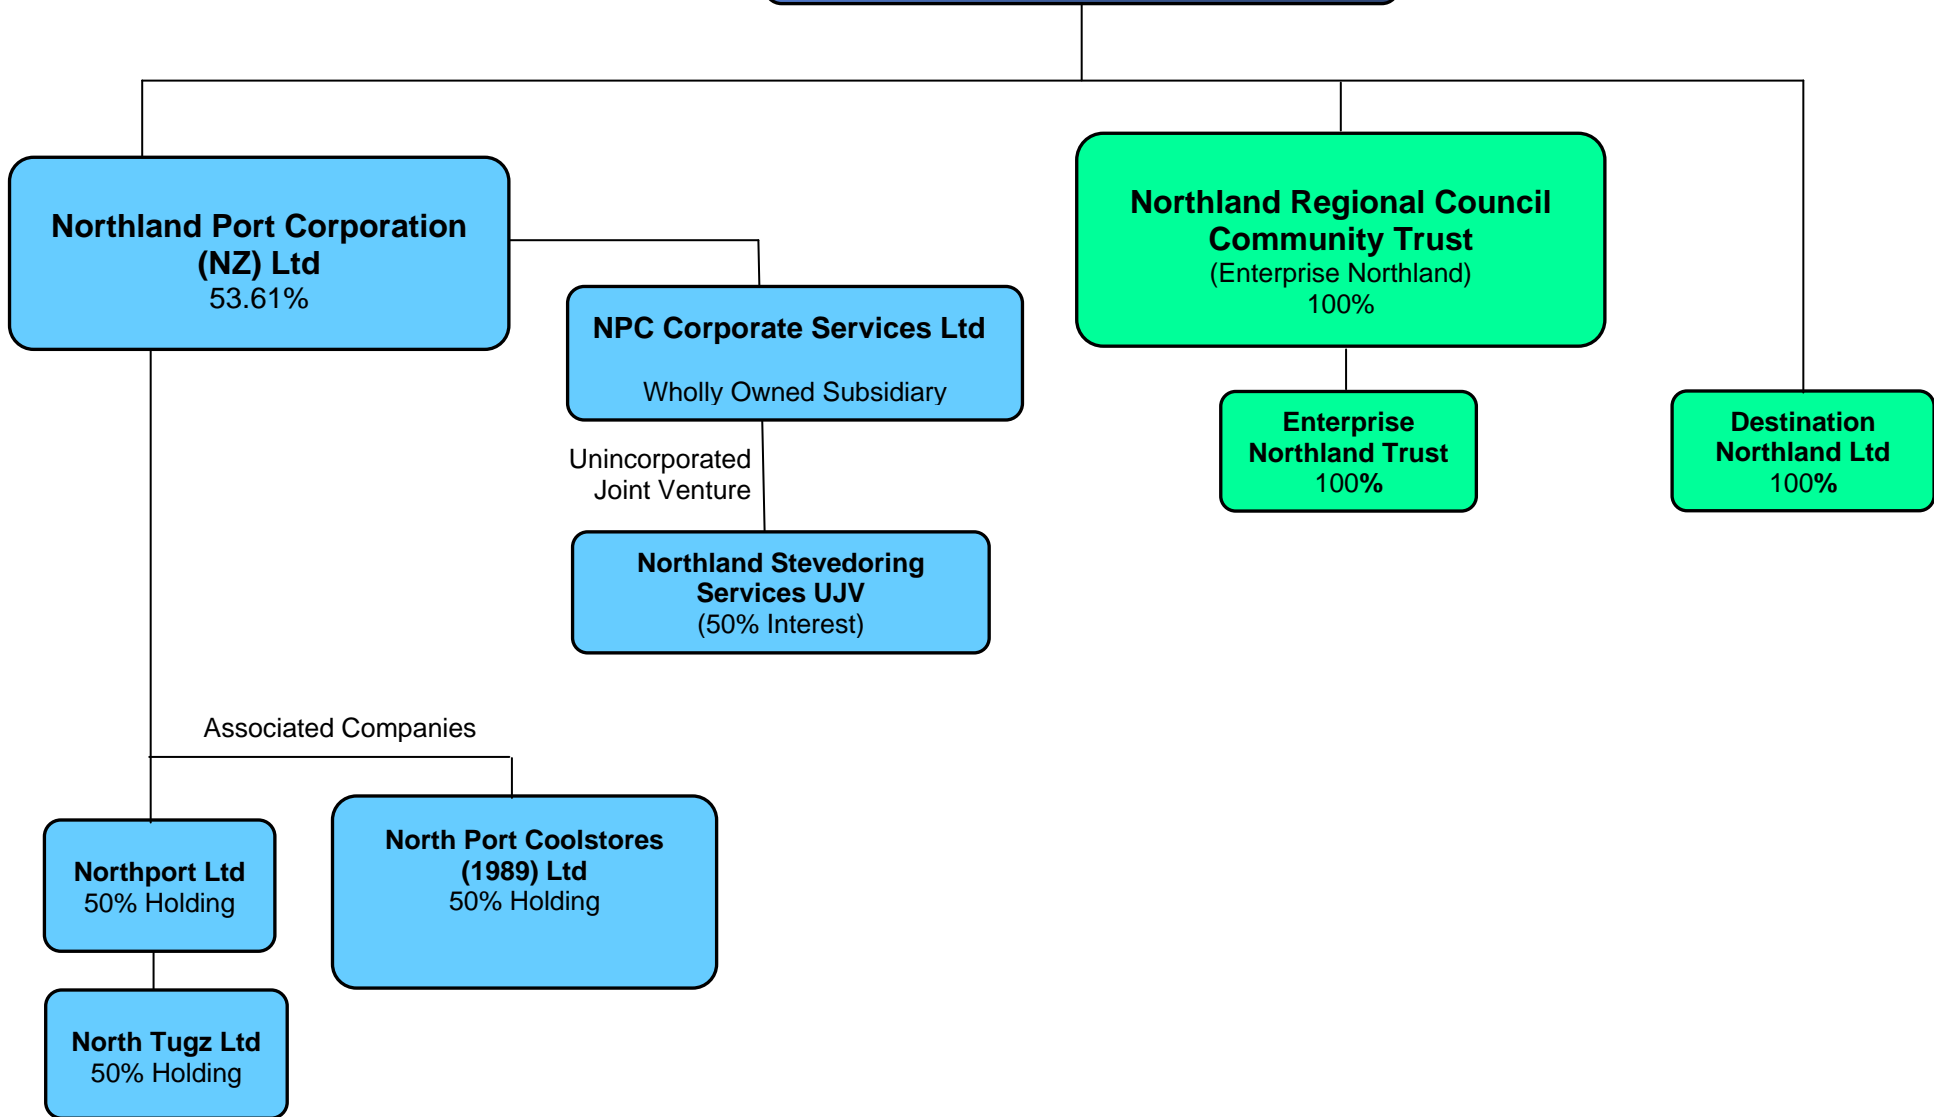 Northland Port Corporation
(NZ) Ltd
53.61%
NPC Corporate Services Ltd
Wholly Owned Subsidiary
Unincorporated
Joint Venture
Northland Stevedoring
Services UJV
(50% Interest)
Northland Regional Council
Community Trust
(Enterprise Northland)
100%
Enterprise
Northland Trust
100%
Destination
Northland Ltd
100%
Associated Companies
Northport Ltd
50% Holding
North Port Coolstores
(1989) Ltd
50% Holding
North Tugz Ltd
50% Holding